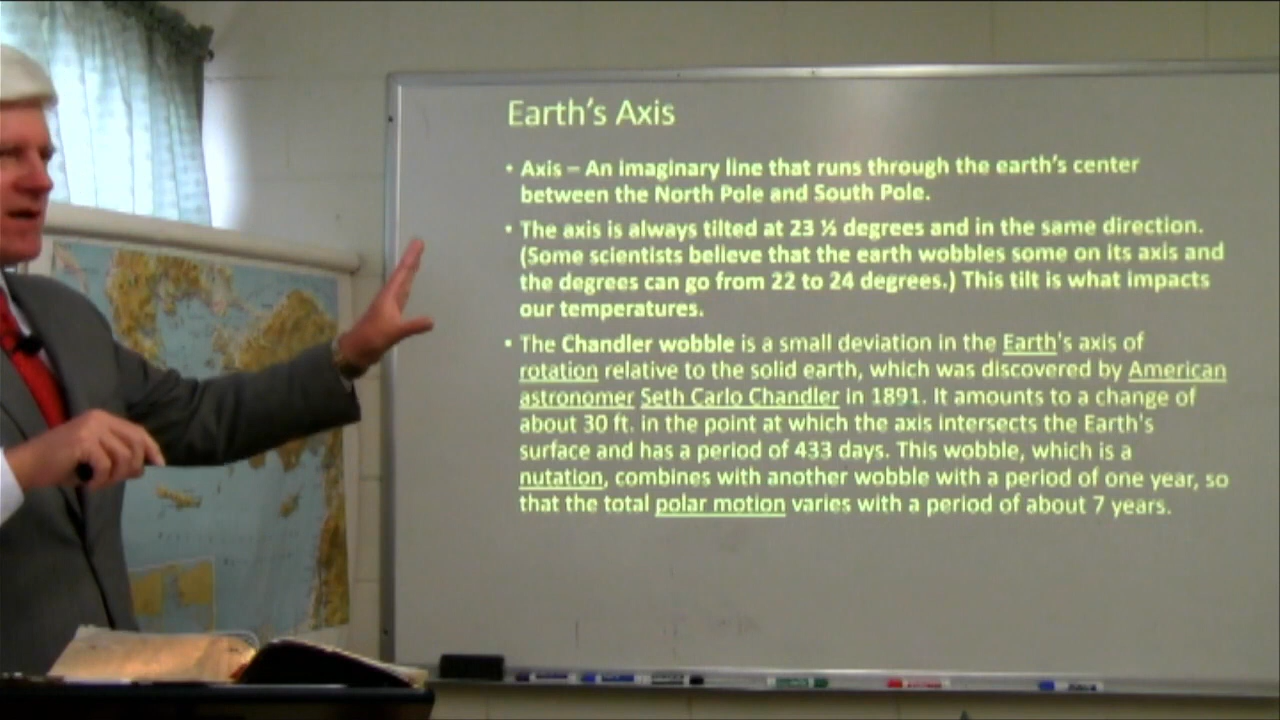 Earth's Axis
• Axis – An imaginary line that runs through the earth's center
between the North Pole and South Pole.
• The axis is always tilted at 23 ½ degrees and in the same direction.
(Some scientists believe that the earth wobbles some on its axis and
the degrees can go from 22 to 24 degrees.) This tilt is what impacts
our temperatures.
• The Chandler wobble is a small deviation in the Earth's axis of
rotation relative to the solid earth, which was discovered by American
astronomer Seth Carlo Chandler in 1891. It amounts to a change of
about 30 ft. in the point at which the axis intersects the Earth's
surface and has a period of 433 days. This wobble, which is a
nutation, combines with another wobble with a period of one year, so
that the total polar motion varies with a period of about 7 years.